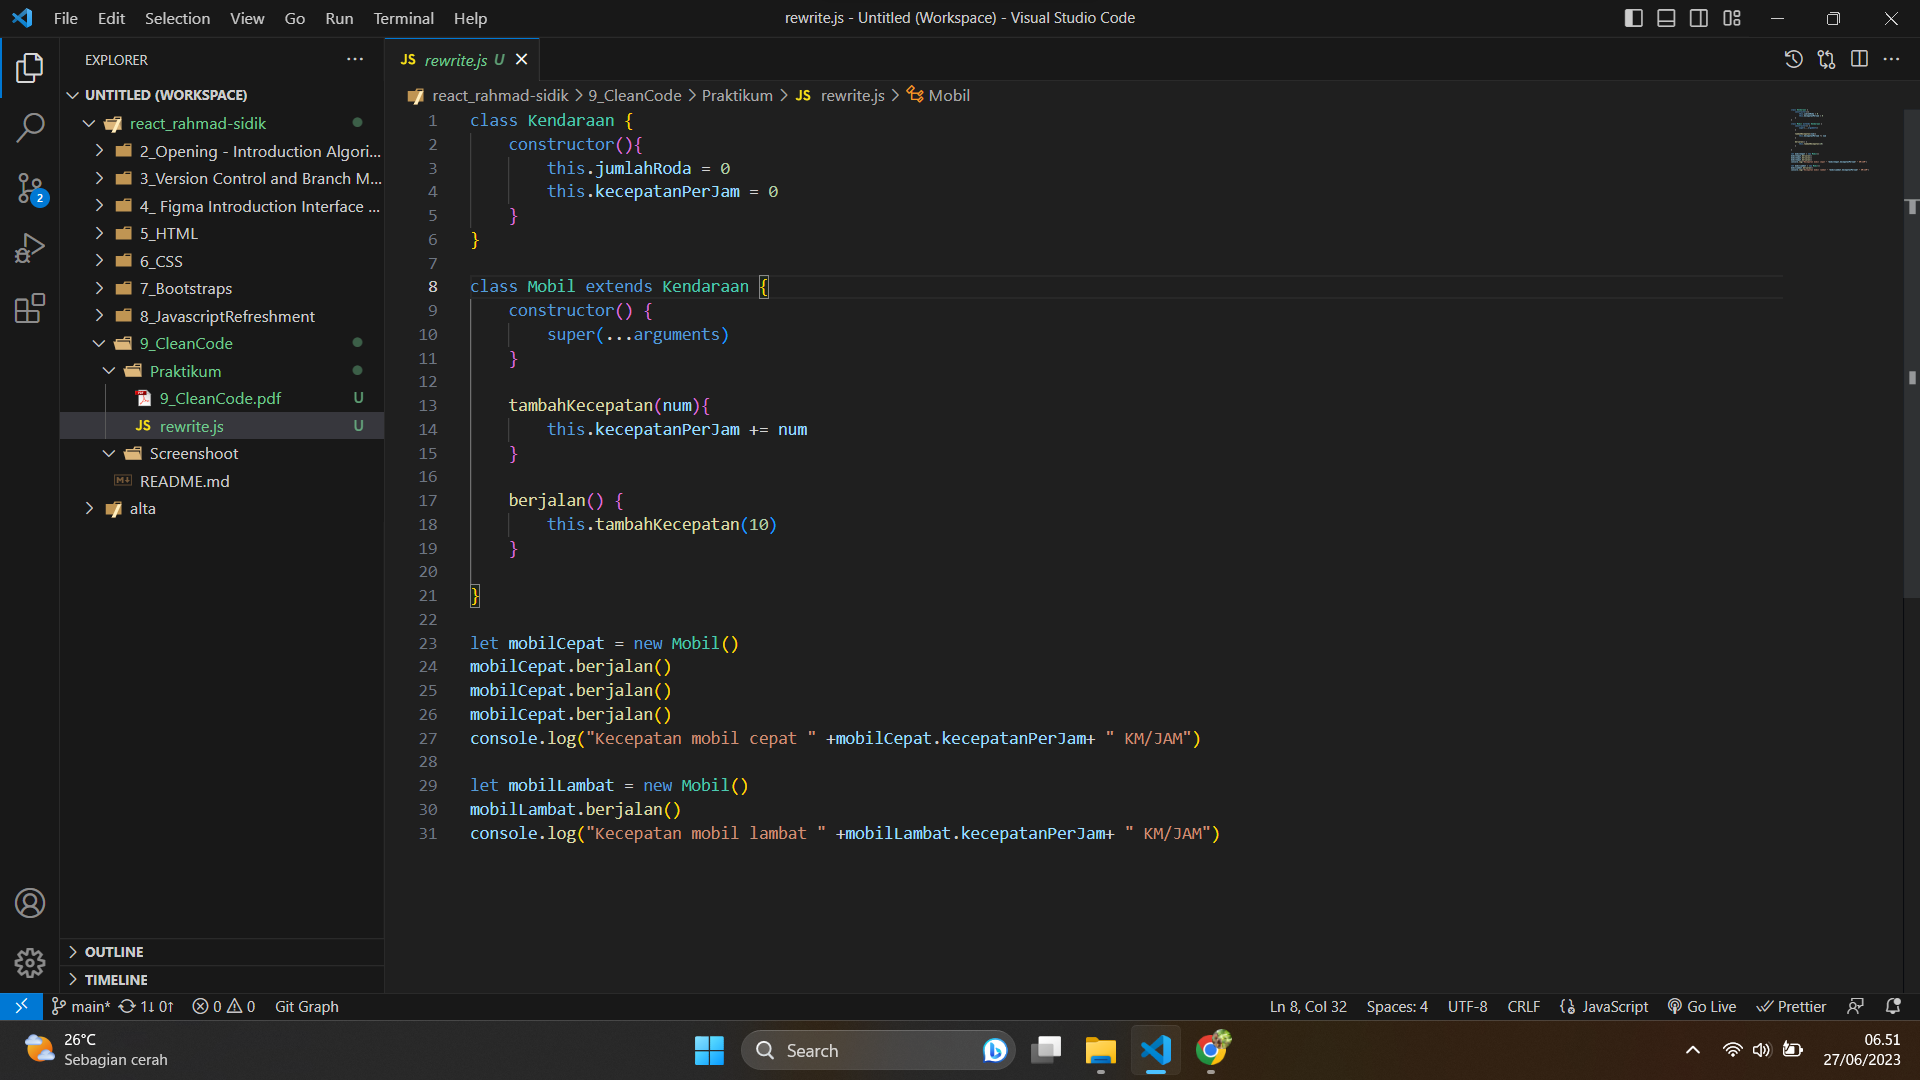 File Edit Selection View Go Run Terminal Help
rewrite.js - Untitled (Workspace) - Visual Studio Code
EXPLORER
UNTITLED (WORKSPACE)
react_rahmad-sidik
2_Opening - Introduction Algori...
3_Version Control and Branch M...
4_ Figma Introduction Interface ...
5_HTML
6_CSS
7_Bootstraps
8_JavascriptRefreshment
9_CleanCode
Praktikum
9_CleanCode.pdf U
JS rewrite.js U
Screenshoot
README.md
alta
OUTLINE
TIMELINE
2
JS rewrite.js U
react_rahmad-sidik > 9_CleanCode > Praktikum > JS rewrite.js > Mobil
1 class Kendaraan {
2 constructor(){
3 this.jumlahRoda = 0
4 this.kecepatanPerJam = 0
5 }
6 }
7
8 class Mobil extends Kendaraan {
9 constructor() {
10 super(...arguments)
11 }
12
13 tambahKecepatan(num){
14 this.kecepatanPerJam += num
15 }
16
17 berjalan() {
18 this.tambahKecepatan(10)
19 }
20
21 }
22
23 let mobilCepat = new Mobil()
24 mobilCepat.berjalan()
25 mobilCepat.berjalan()
26 mobilCepat.berjalan()
27 console.log("Kecepatan mobil cepat " +mobilCepat.kecepatanPerJam+ " KM/JAM")
28
29 let mobilLambat = new Mobil()
30 mobilLambat.berjalan()
31 console.log("Kecepatan mobil lambat " +mobilLambat.kecepatanPerJam+ " KM/JAM")
main* 1↓ 0↑ 0 0 Git Graph
Ln 8, Col 32 Spaces: 4 UTF-8 CRLF JavaScript Go Live Prettier
26°C
Sebagian cerah
Search
06.51
27/06/2023